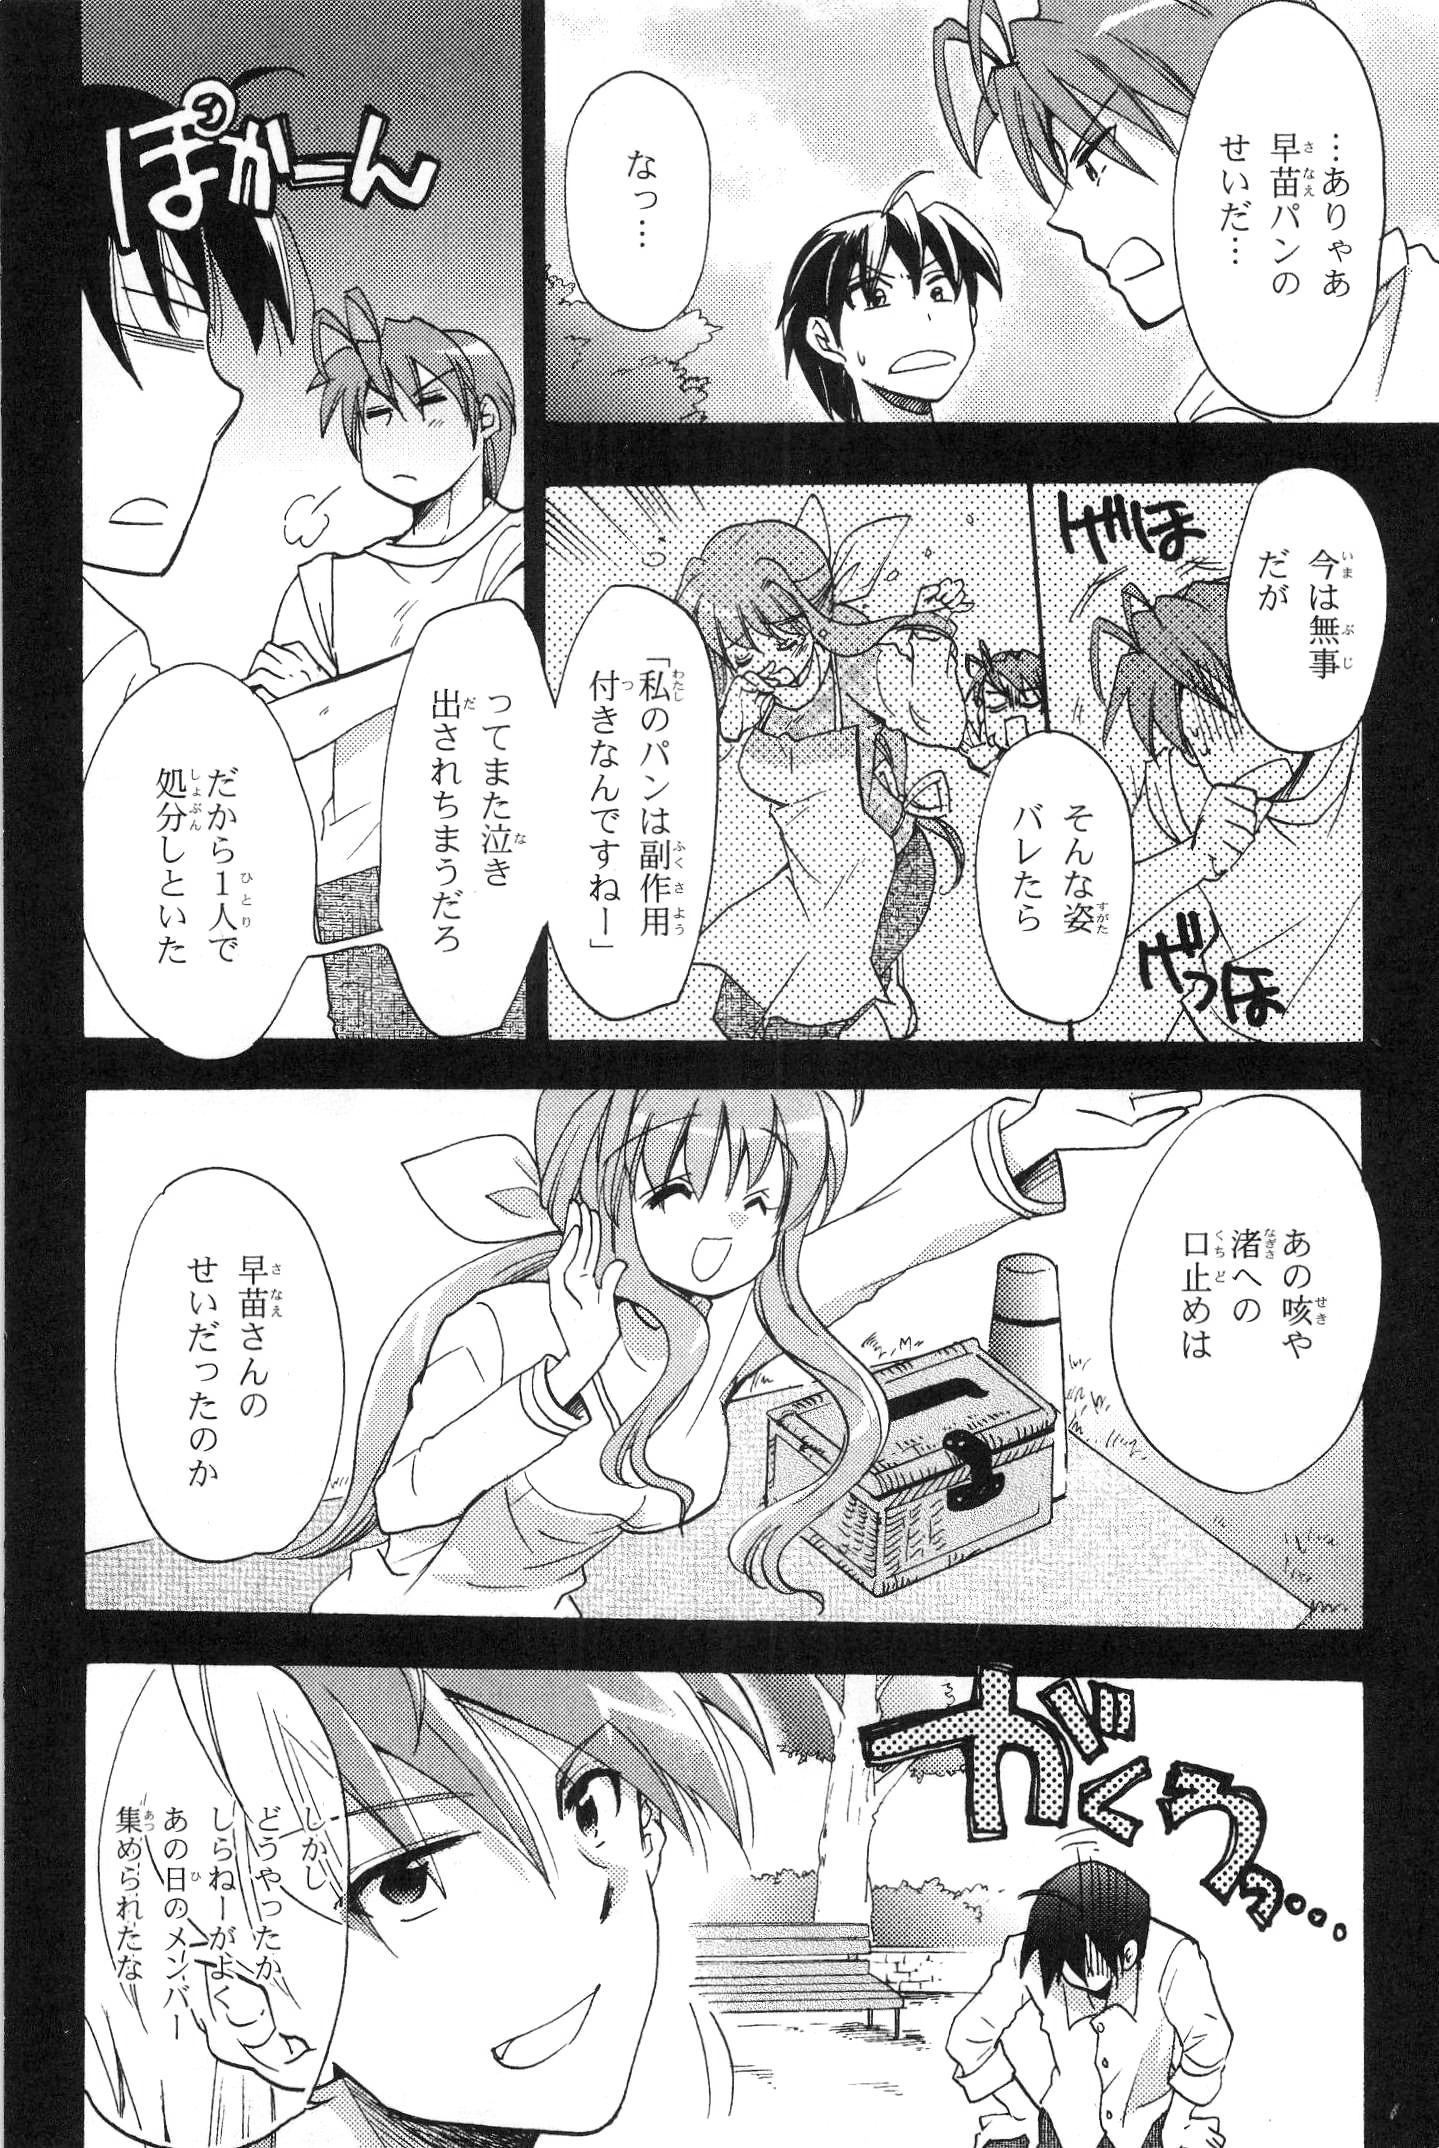 …ありゃあ
早苗パンの
せいだ…
なっ…
今は無事
だが
げほ
げっほ
そんな姿
バレたら
「私のパンは副作用
付きなんですねー」
ってまた泣き
出されちまうだろ
だから1人で
処分しといた
ぽかーん
あの咳や
渚への
口止めは
早苗さんの
せいだったのか
がくうっ…
しかし
どうやったか
しらねーがよく
あの日のメンバー
集められたな